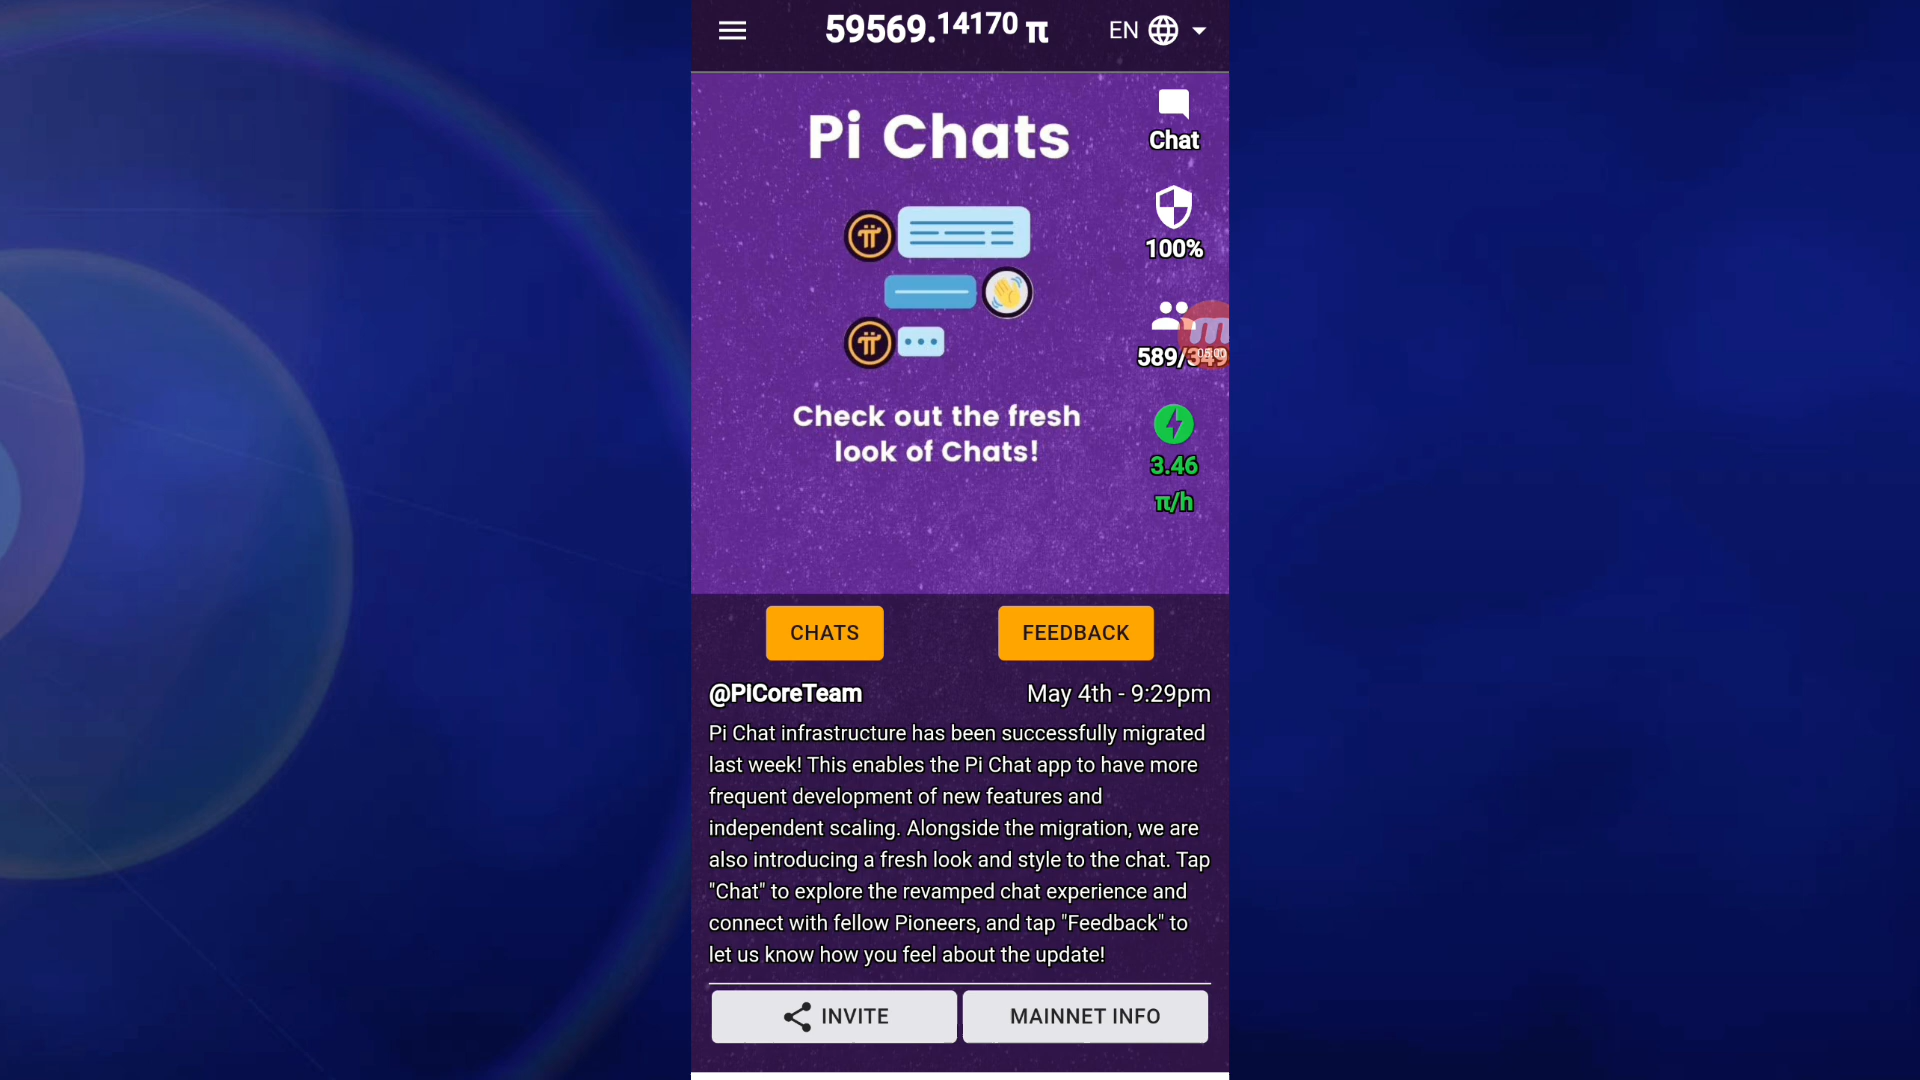 59569.14170 π
EN
Pi Chats
Chat
100%
589/349
05:00
Check out the fresh
look of Chats!
3.46
π/h
CHATS
FEEDBACK
@PiCoreTeam
May 4th - 9:29pm
Pi Chat infrastructure has been successfully migrated
last week! This enables the Pi Chat app to have more
frequent development of new features and
independent scaling. Alongside the migration, we are
also introducing a fresh look and style to the chat. Tap
"Chat" to explore the revamped chat experience and
connect with fellow Pioneers, and tap "Feedback" to
let us know how you feel about the update!
INVITE
MAINNET INFO